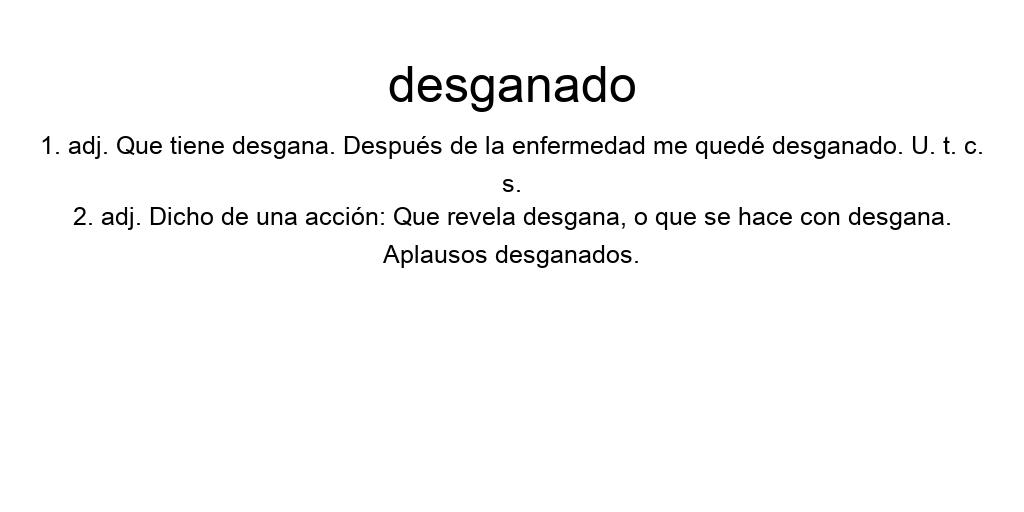 desganado
1. adj. Que tiene desgana. Después de la enfermedad me quedé desganado. U. t. c.
s.
2. adj. Dicho de una acción: Que revela desgana, o que se hace con desgana.
Aplausos desganados.